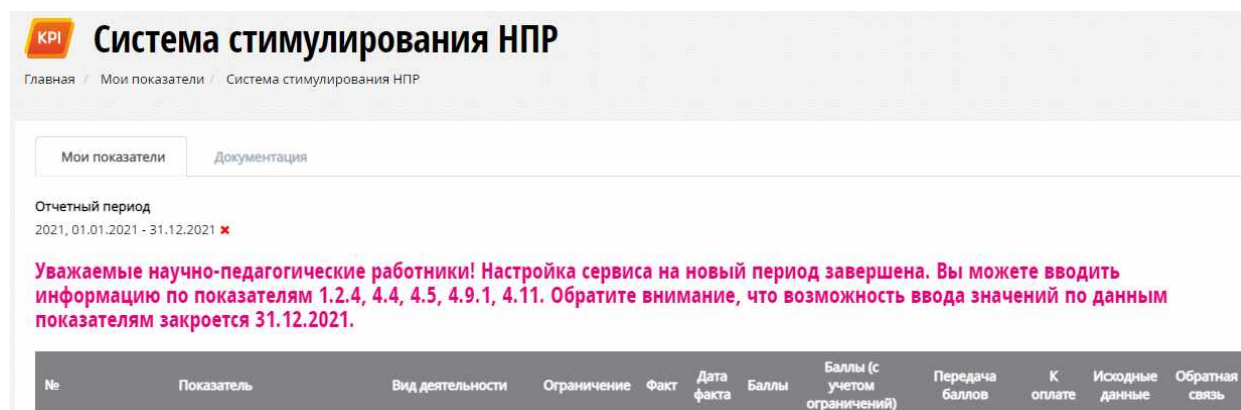 KPI Система стимулирования НПР
Главная / Мои показатели / Система стимулирования НПР
Мои показатели Документация
Отчетный период
2021, 01.01.2021 - 31.12.2021 ×
Уважаемые научно-педагогические работники! Настройка сервиса на новый период завершена. Вы можете вводить
информацию по показателям 1.2.4, 4.4, 4.5, 4.9.1, 4.11. Обратите внимание, что возможность ввода значений по данным
показателям закроется 31.12.2021.
№ Показатель Вид деятельности Ограничение Факт Дата факта Баллы Баллы (с учетом ограничений) Передача баллов К оплате Исходные данные Обратная связь